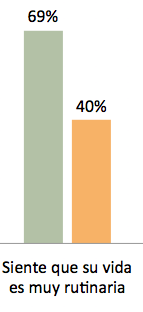 69%
40%
Siente que su vida
es muy rutinaria